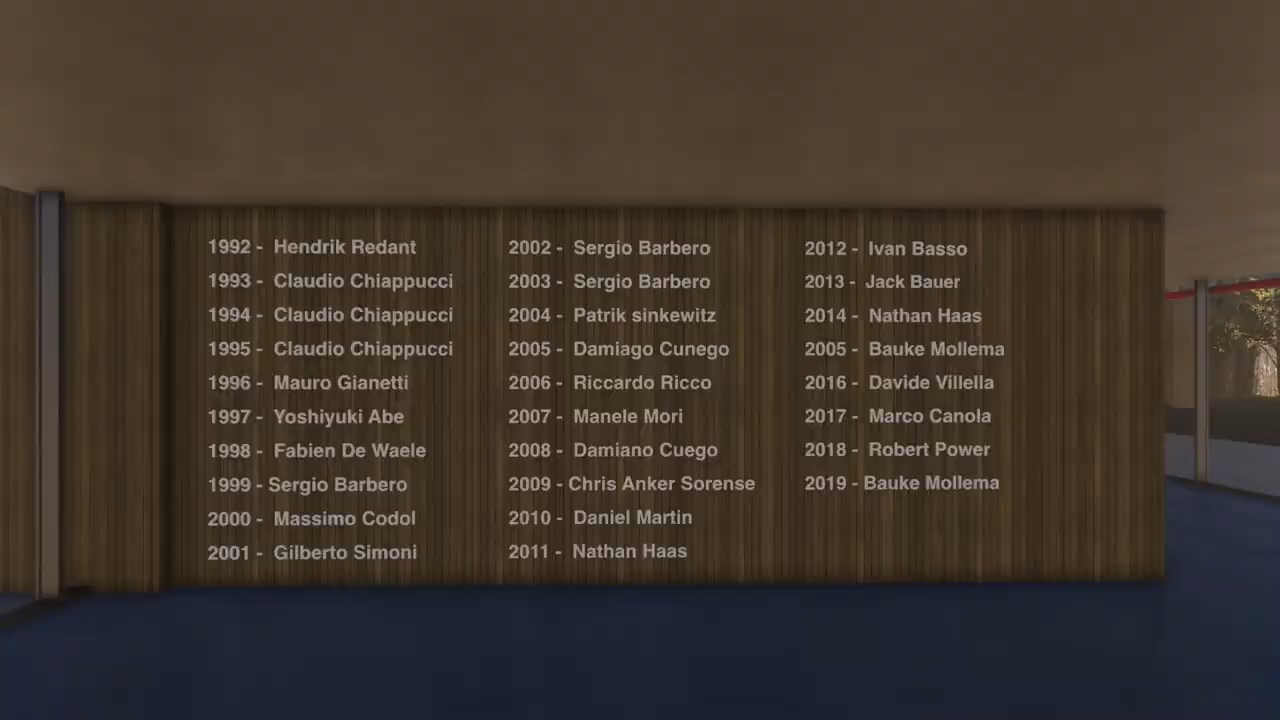 1992 - Hendrik Redant
1993 - Claudio Chiappucci
1994 - Claudio Chiappucci
1995 - Claudio Chiappucci
1996 - Mauro Gianetti
1997 - Yoshiyuki Abe
1998 - Fabien De Waele
1999 - Sergio Barbero
2000 - Massimo Codol
2001 - Gilberto Simoni
2002 - Sergio Barbero
2003 - Sergio Barbero
2004 - Patrik sinkewitz
2005 - Damiago Cunego
2006 - Riccardo Ricco
2007 - Manele Mori
2008 - Damiano Cuego
2009 - Chris Anker Sorense
2010 - Daniel Martin
2011 - Nathan Haas
2012 - Ivan Basso
2013 - Jack Bauer
2014 - Nathan Haas
2005 - Bauke Mollema
2016 - Davide Villella
2017 - Marco Canola
2018 - Robert Power
2019 - Bauke Mollema